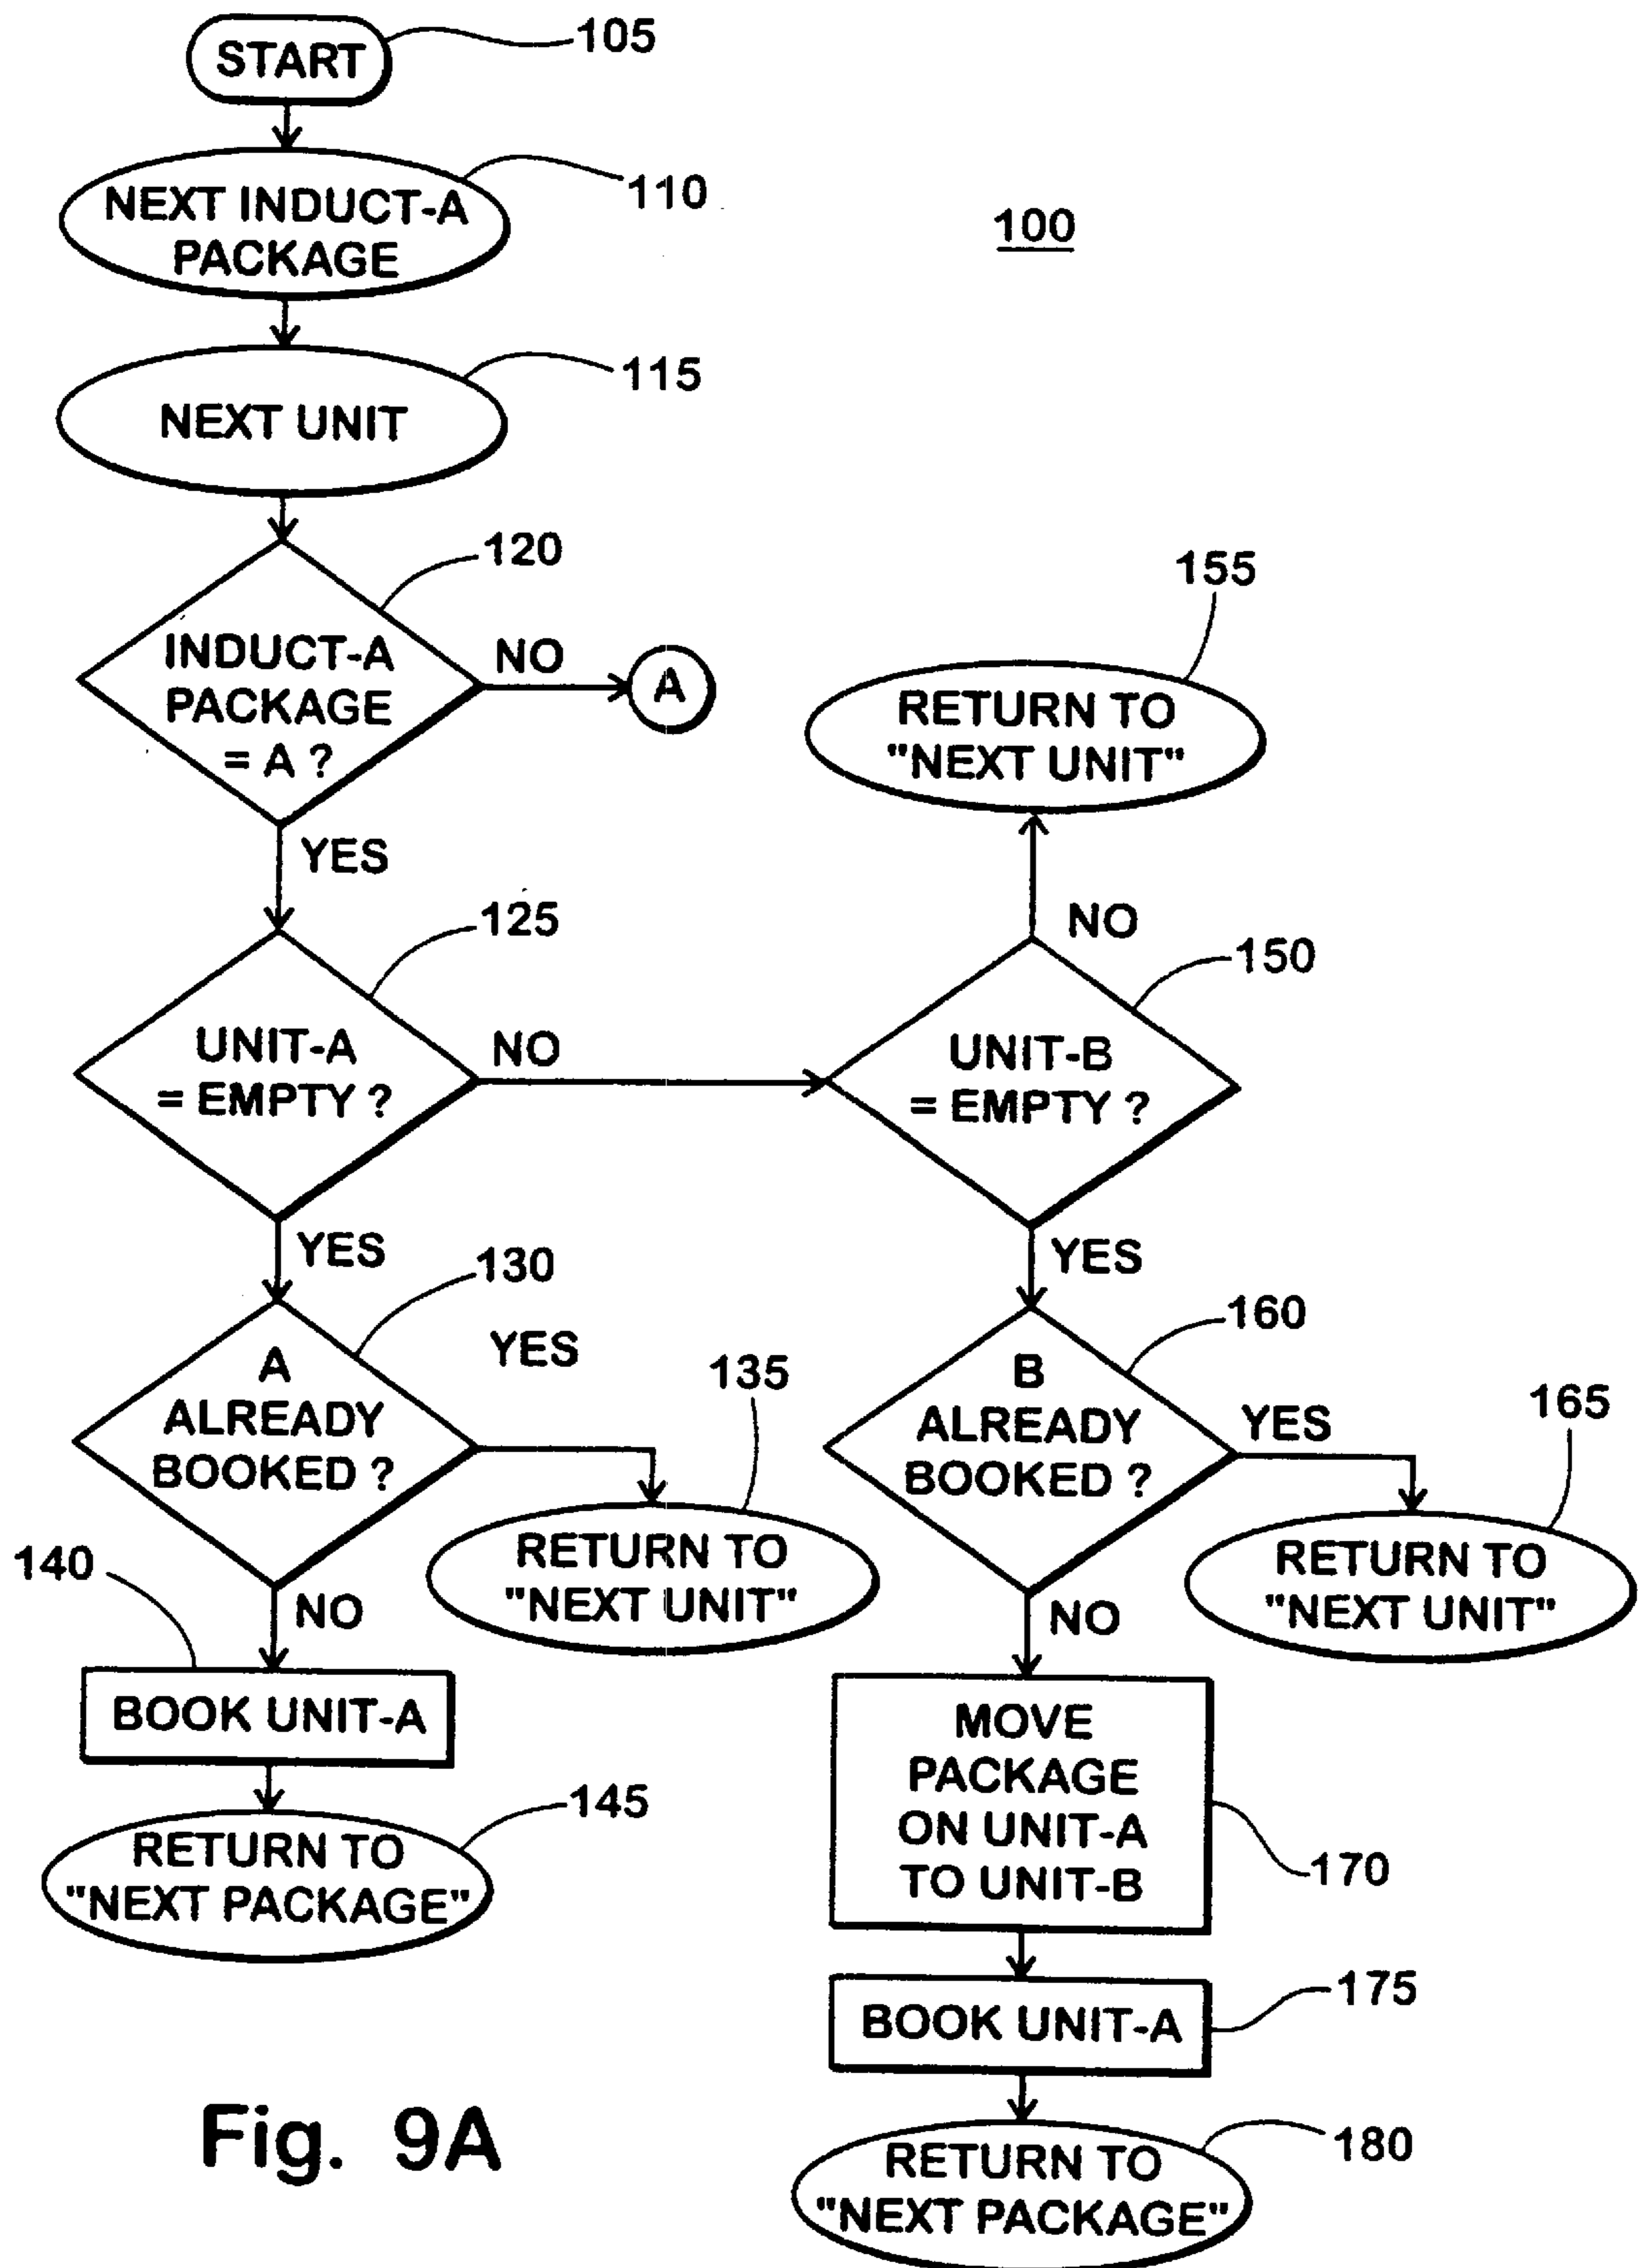 START
105
NEXT INDUCT-A
PACKAGE
110
100
NEXT UNIT
115
120
INDUCT-A
PACKAGE
= A ?
NO
A
155
RETURN TO
"NEXT UNIT"
YES
125
UNIT-A
= EMPTY ?
NO
NO
150
UNIT-B
= EMPTY ?
YES
130
A
ALREADY
BOOKED ?
YES
135
RETURN TO
"NEXT UNIT"
YES
160
B
ALREADY
BOOKED ?
YES
165
RETURN TO
"NEXT UNIT"
140
NO
BOOK UNIT-A
145
RETURN TO
"NEXT PACKAGE"
NO
MOVE
PACKAGE
ON UNIT-A
TO UNIT-B
170
BOOK UNIT-A
175
RETURN TO
"NEXT PACKAGE"
180
Fig. 9A